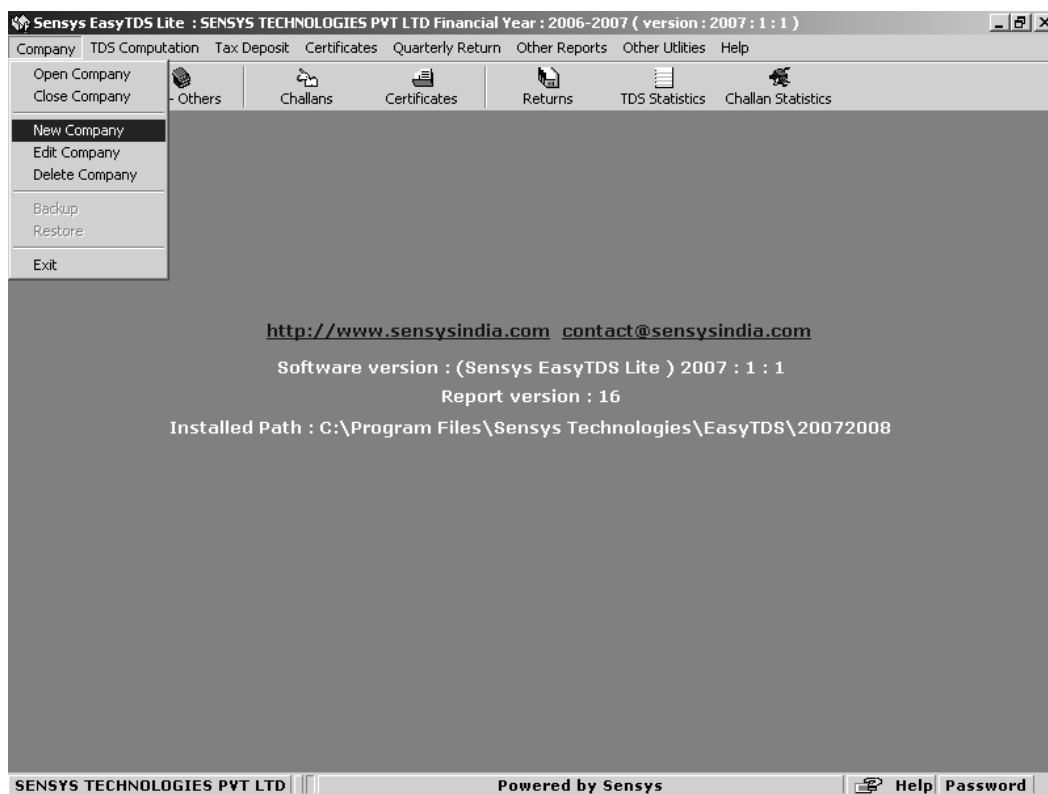 Sensys EasyTDS Lite : SENSYS TECHNOLOGIES PVT LTD Financial Year : 2006-2007 ( version : 2007 : 1 : 1 )
Company TDS Computation Tax Deposit Certificates Quarterly Return Other Reports Other Utlities Help
Open Company
Close Company
- Others Challans Certificates Returns TDS Statistics Challan Statistics
New Company
Edit Company
Delete Company
Backup
Restore
Exit
http://www.sensysindia.com contact@sensysindia.com
Software version : (Sensys EasyTDS Lite ) 2007 : 1 : 1
Report version : 16
Installed Path : C:\Program Files\Sensys Technologies\EasyTDS\20072008
SENSYS TECHNOLOGIES PVT LTD Powered by Sensys Help Password